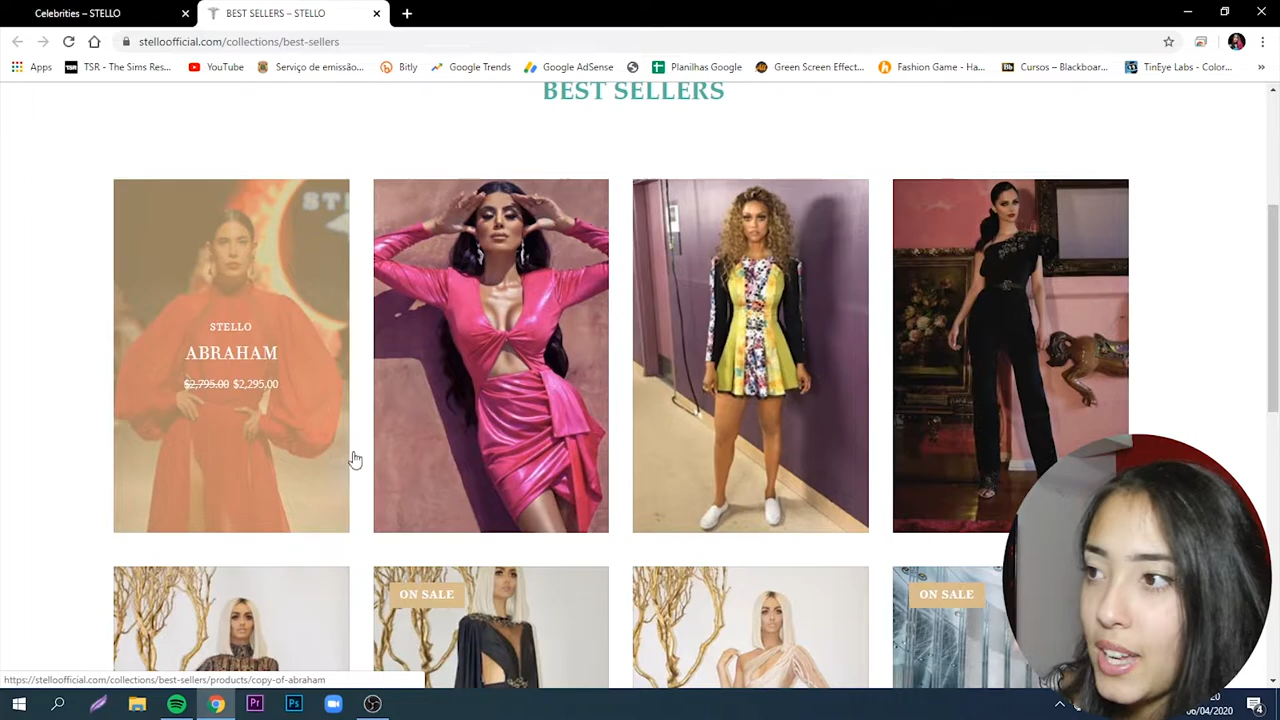 Celebrities – STELLO
BEST SELLERS – STELLO
stelloofficial.com/collections/best-sellers
Apps
TSR - The Sims Res...
YouTube
Serviço de emissão...
Bitly
Google Trends
Google AdSense
Planilhas Google
Green Screen Effect...
Fashion Game - Ha...
Cursos – Blackboar...
TinEye Labs - Color...
BEST SELLERS
STELLO
ABRAHAM
$2,795.00 $2,295.00
ON SALE
ON SALE
https://stelloofficial.com/collections/best-sellers/products/copy-of-abraham
06/04/2020